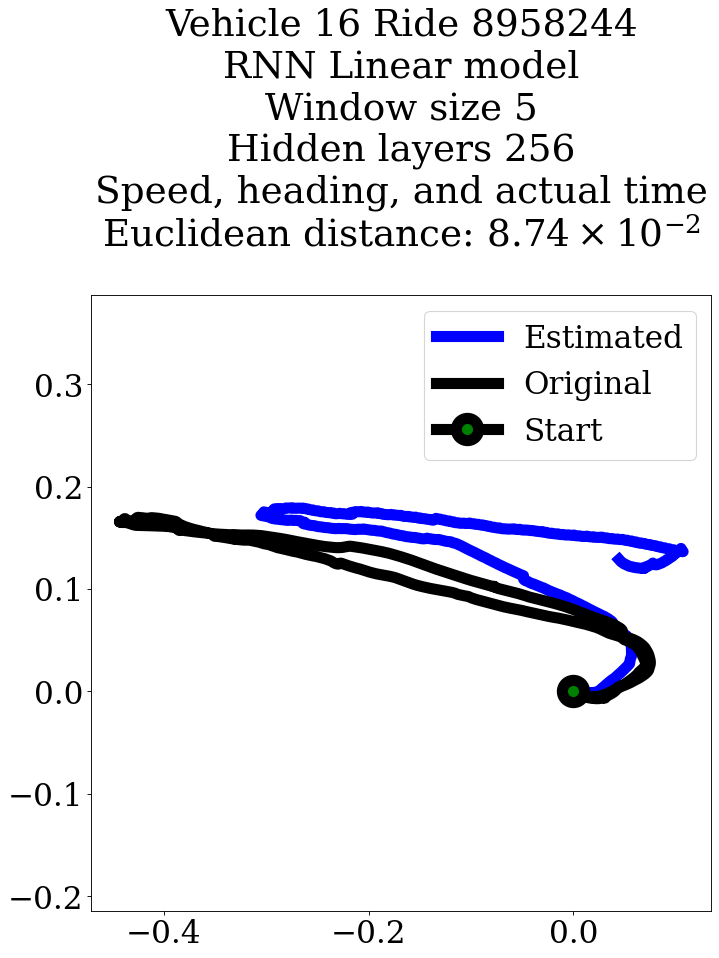 Vehicle 16 Ride 8958244
RNN Linear model
Window size 5
Hidden layers 256
Speed, heading, and actual time
Euclidean distance: 8.74 × 10⁻²
Estimated
Original
Start
0.3
0.2
0.1
0.0
−0.1
−0.2
−0.4
−0.2
0.0